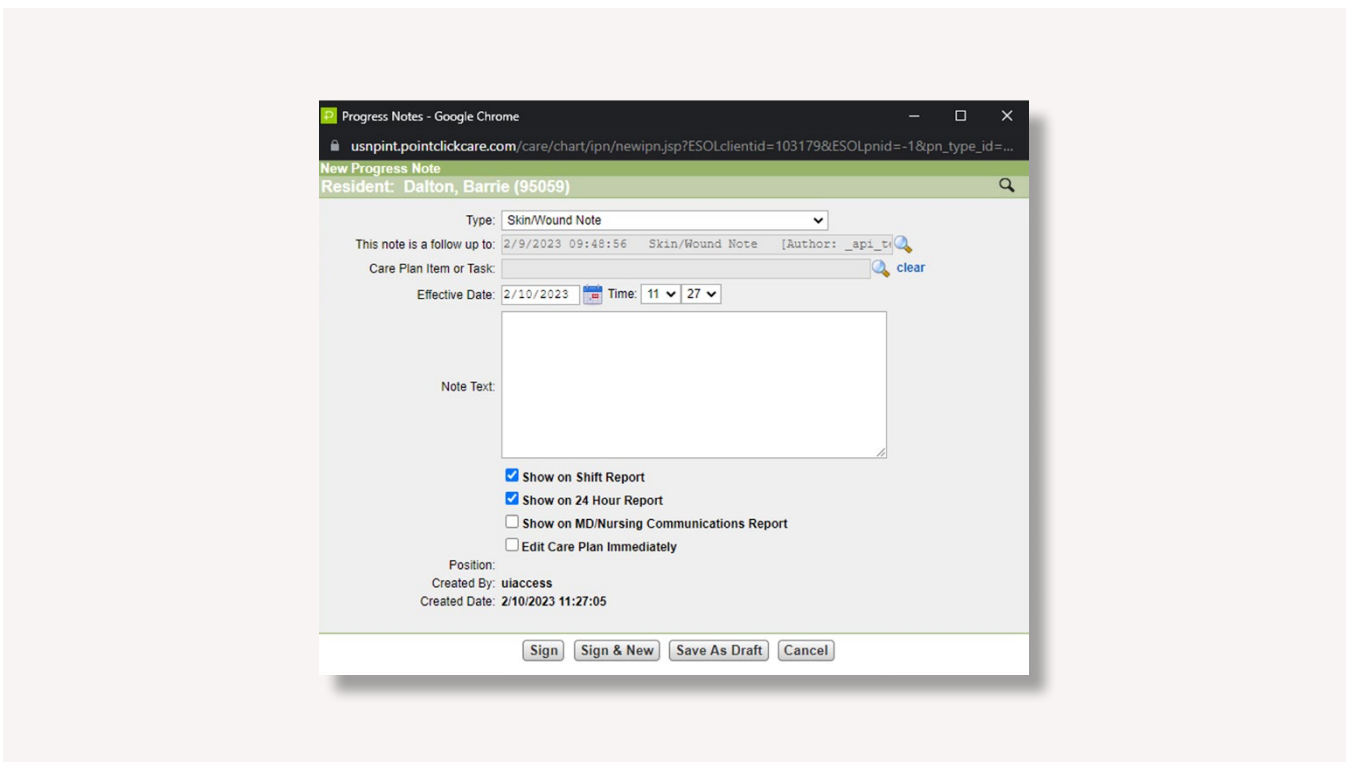 Progress Notes - Google Chrome
usnpint.pointclickcare.com/care/chart/ipn/newipn.jsp?ESOLclientid=103179&ESOLpnid=-1&pn_type_id=...
New Progress Note
Resident: Dalton, Barrie (95059)
Type: Skin/Wound Note
This note is a follow up to: 2/9/2023 09:48:56 Skin/Wound Note [Author: _api_t
Care Plan Item or Task: clear
Effective Date: 2/10/2023 Time: 11 27
Note Text:
Show on Shift Report
Show on 24 Hour Report
Show on MD/Nursing Communications Report
Edit Care Plan Immediately
Position:
Created By: uiaccess
Created Date: 2/10/2023 11:27:05
Sign Sign & New Save As Draft Cancel